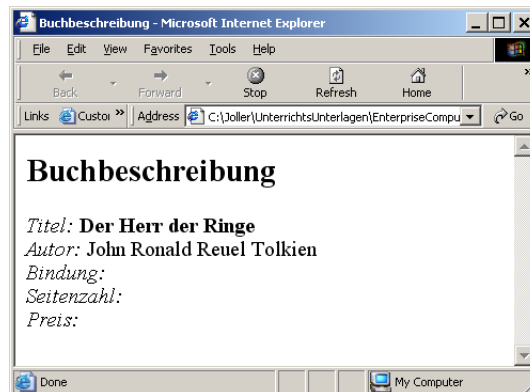 Buchbeschreibung - Microsoft Internet Explorer
File Edit View Favorites Tools Help
Back Forward Stop Refresh Home »
Links Custor » Address C:\Joller\UnterrichtsUnterlagen\EnterpriseCompu Go
Buchbeschreibung
Titel: Der Herr der Ringe
Autor: John Ronald Reuel Tolkien
Bindung:
Seitenzahl:
Preis:
Done My Computer